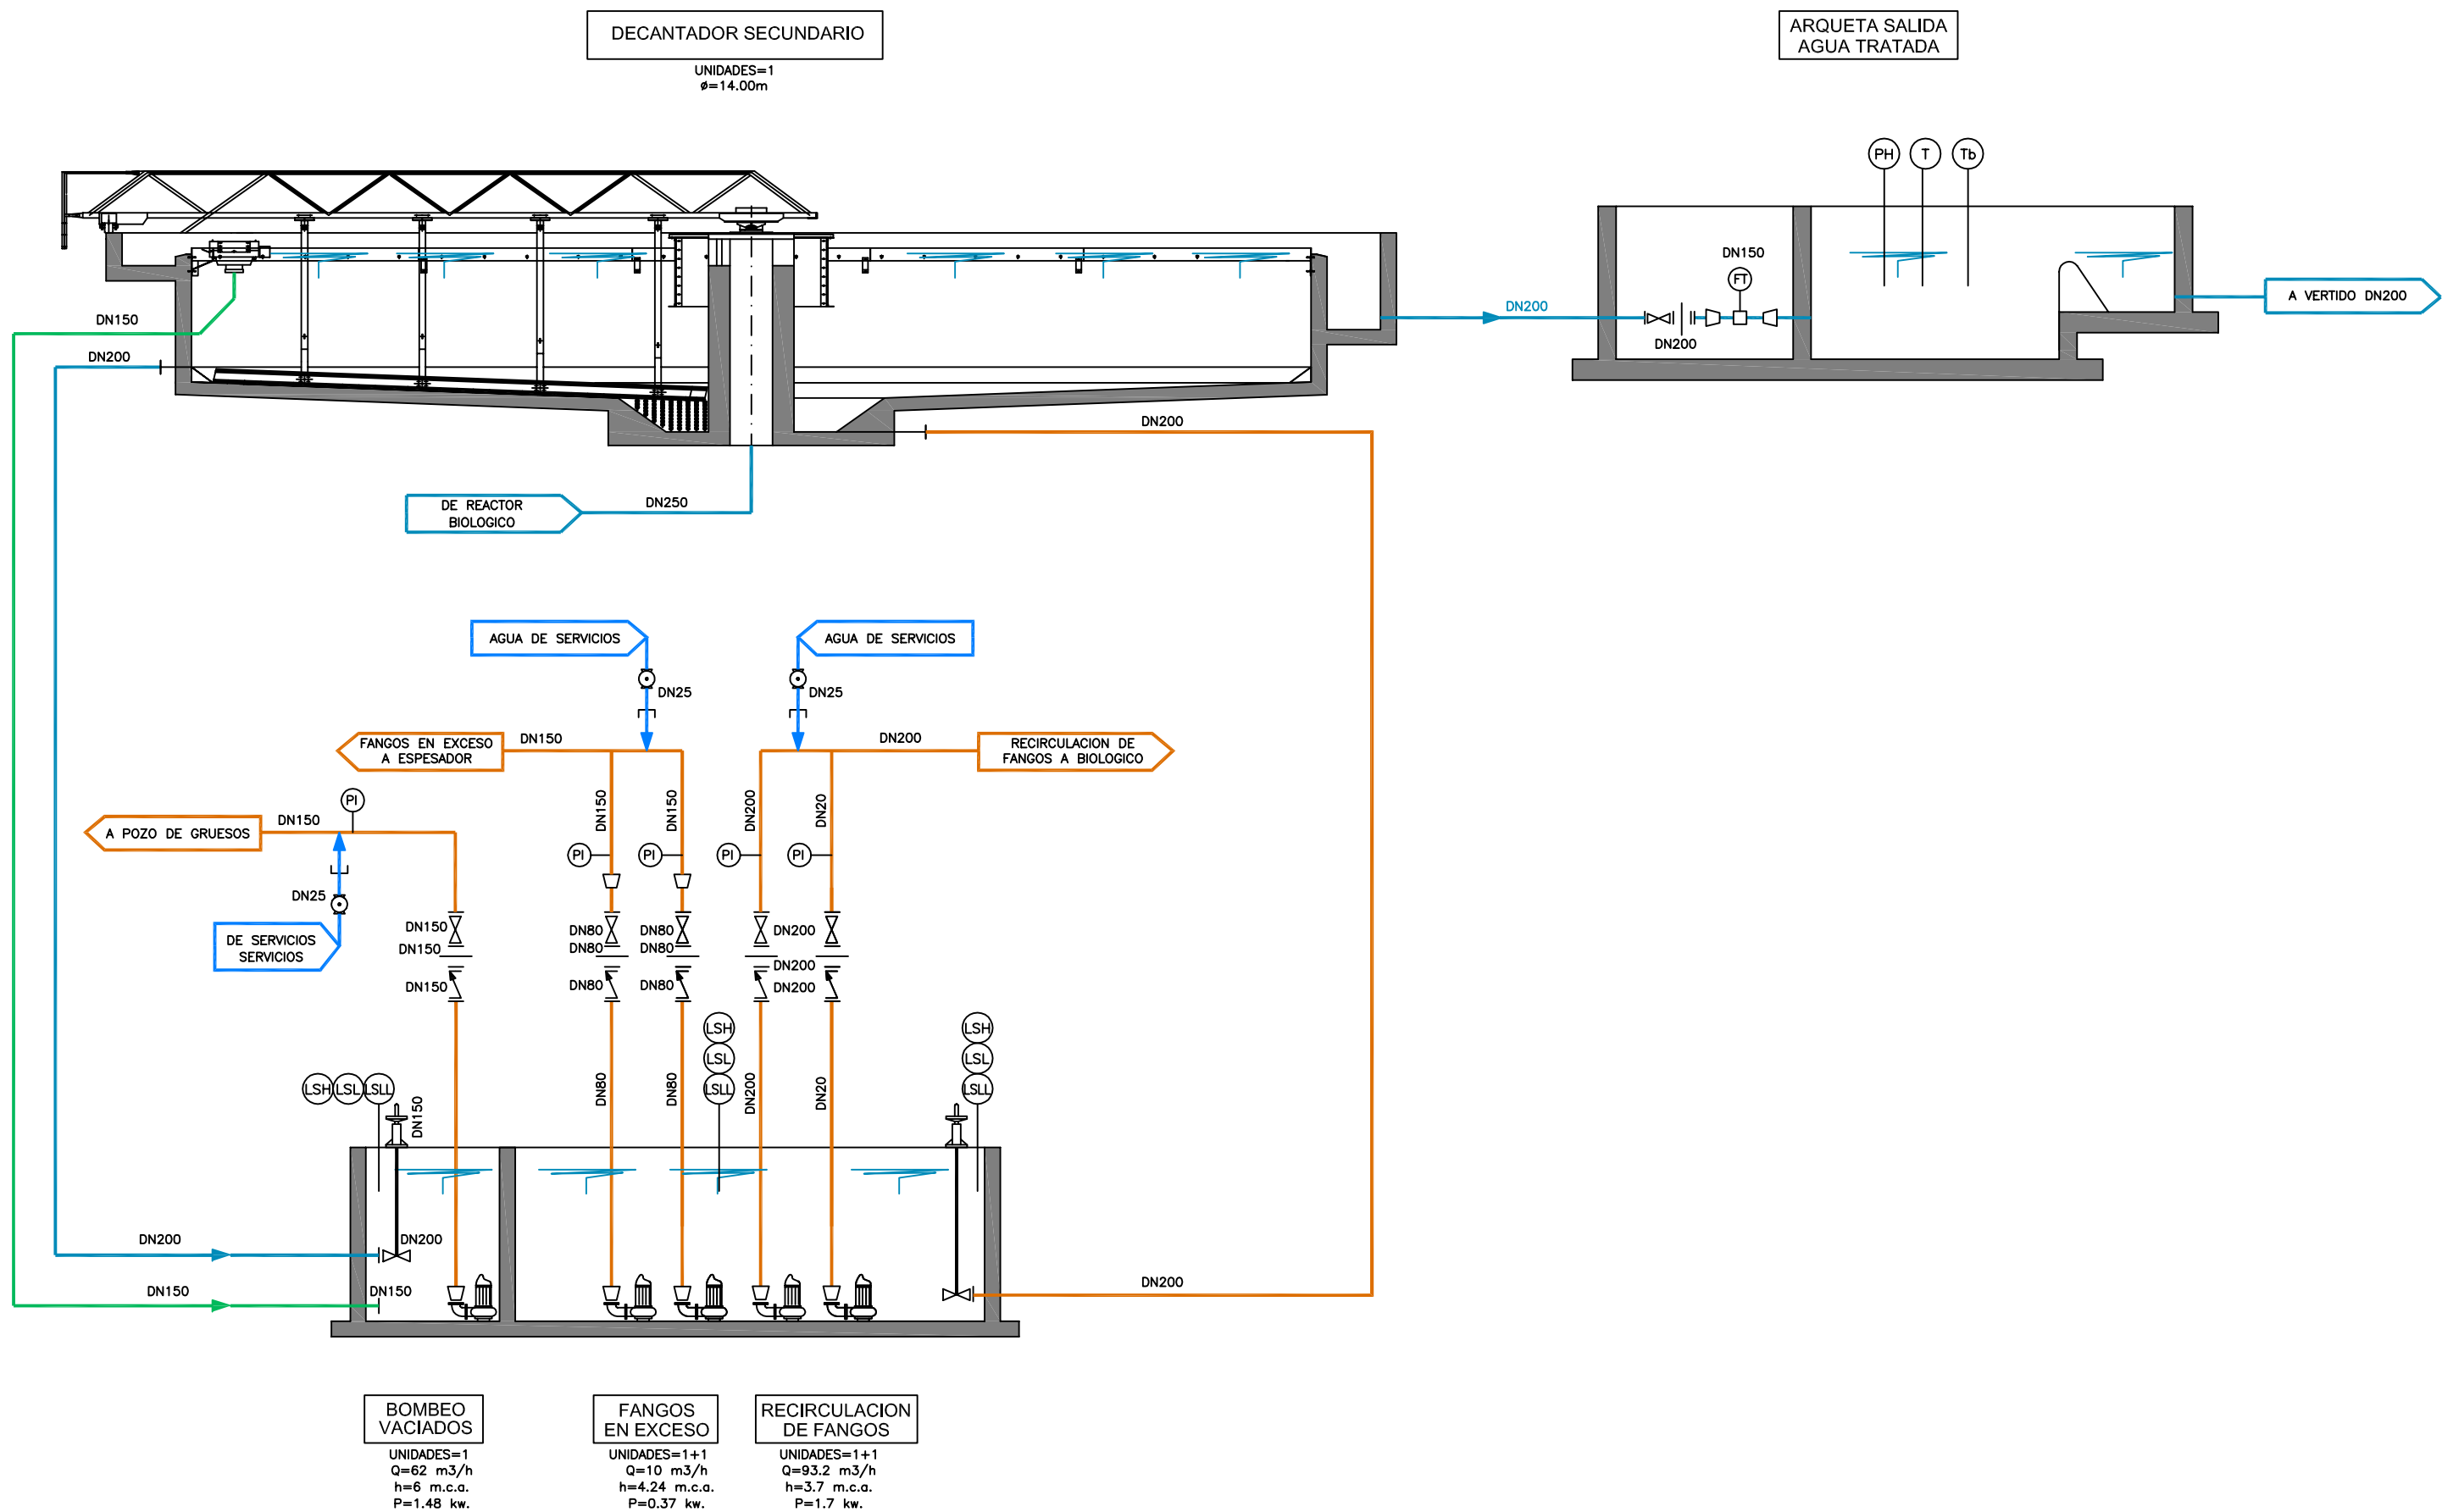 DECANTADOR SECUNDARIO
UNIDADES=1
ø=14.00m
ARQUETA SALIDA
AGUA TRATADA
PH
T
Tb
DN150
FT
DN200
DN200
A VERTIDO DN200
DN150
DN200
DN200
DE REACTOR
BIOLOGICO
DN250
AGUA DE SERVICIOS
AGUA DE SERVICIOS
DN25
DN25
FANGOS EN EXCESO
A ESPESADOR
DN150
DN200
RECIRCULACION DE
FANGOS A BIOLOGICO
PI
A POZO DE GRUESOS
DN150
DN150
DN150
DN200
DN20
PI
PI
PI
PI
DN25
DE SERVICIOS
SERVICIOS
DN150
DN150
DN150
DN80
DN80
DN80
DN80
DN80
DN80
DN200
DN200
DN200
LSH
LSL
LSLL
LSH
LSL
LSLL
LSH
LSL
LSLL
DN150
DN80
DN80
DN200
DN20
DN200
DN200
DN150
DN150
DN200
BOMBEO
VACIADOS
UNIDADES=1
Q=62 m3/h
h=6 m.c.a.
P=1.48 kw.
FANGOS
EN EXCESO
UNIDADES=1+1
Q=10 m3/h
h=4.24 m.c.a.
P=0.37 kw.
RECIRCULACION
DE FANGOS
UNIDADES=1+1
Q=93.2 m3/h
h=3.7 m.c.a.
P=1.7 kw.